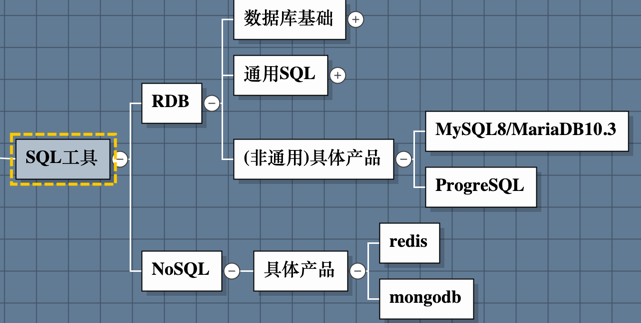 数据库基础
通用SQL
RDB
(非通用)具体产品
MySQL8/MariaDB10.3
ProgreSQL
SQL工具
NoSQL
具体产品
redis
mongodb